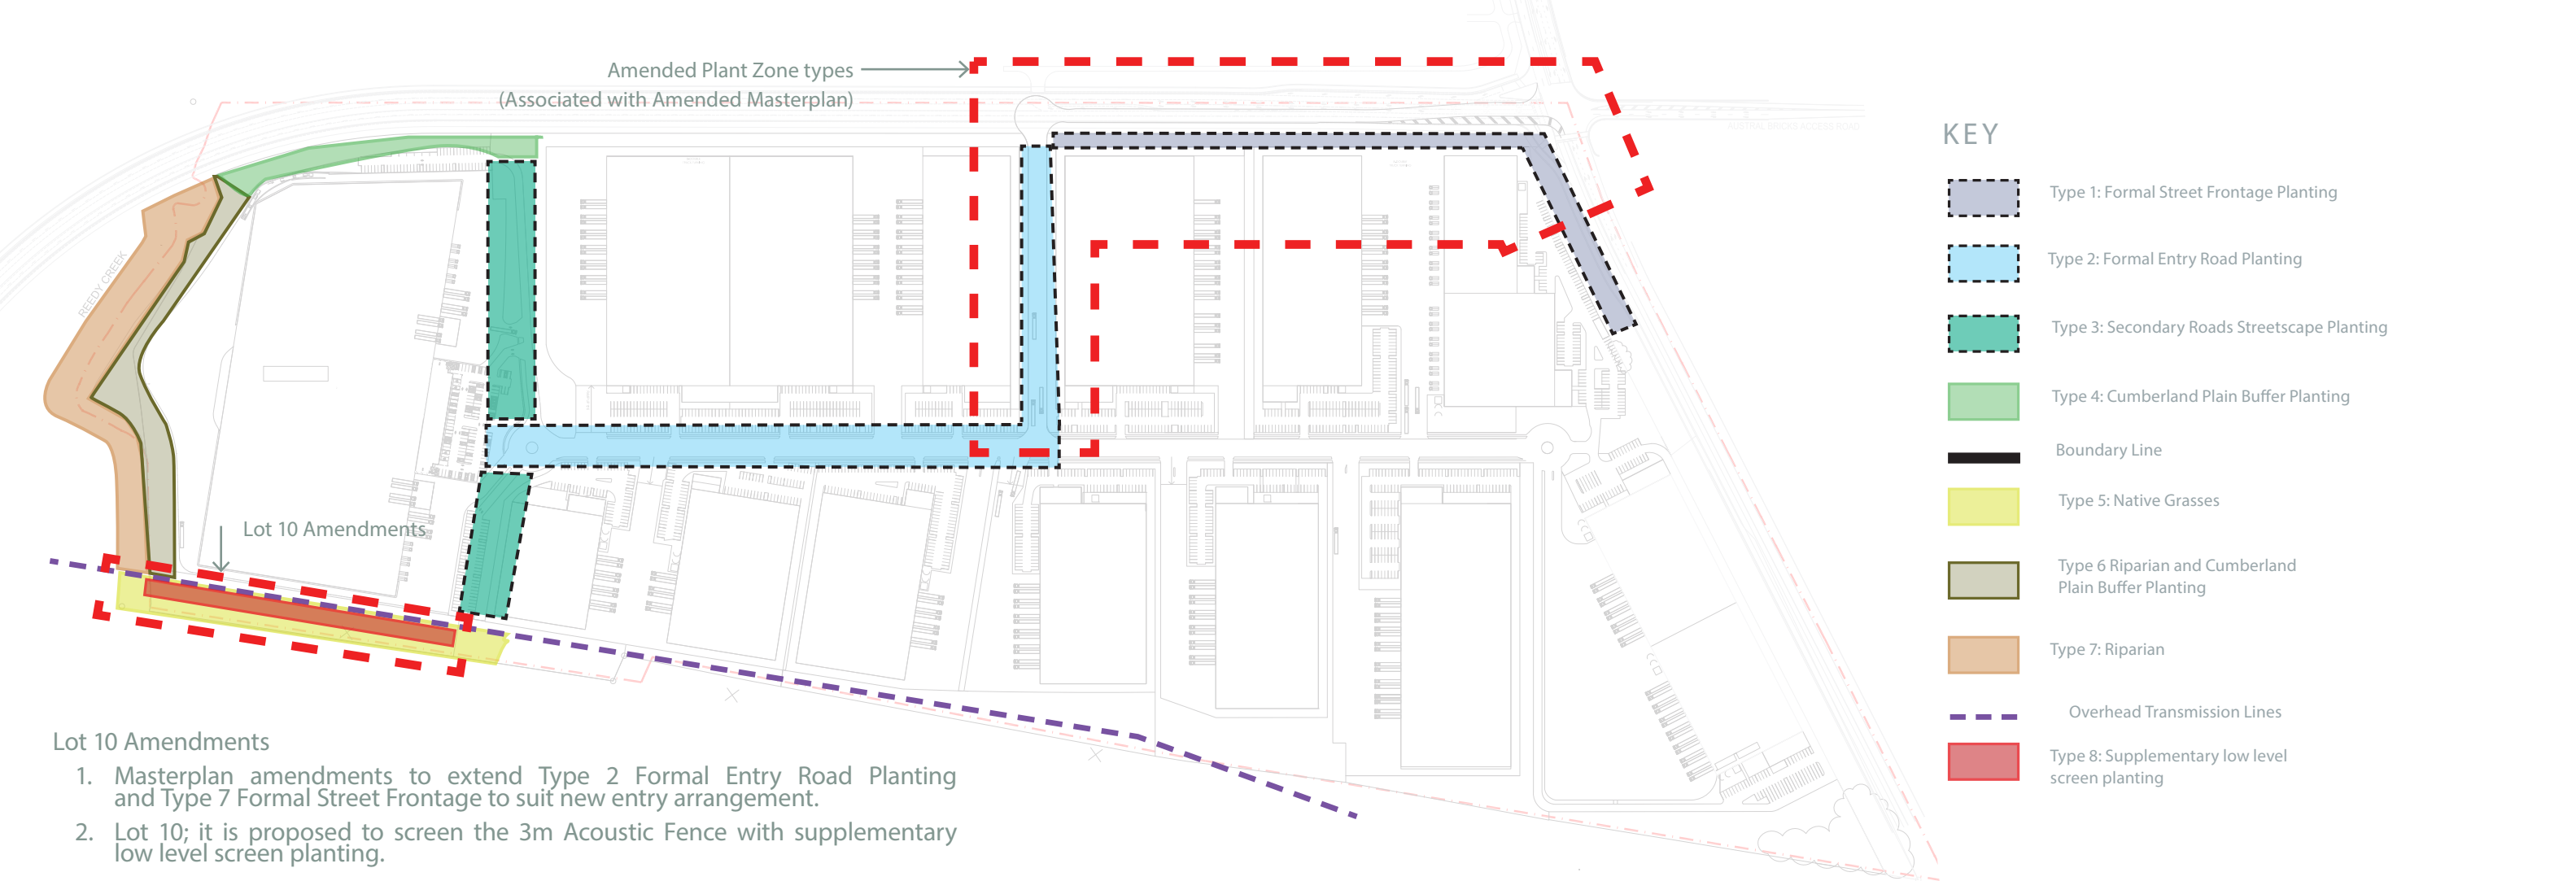 Amended Plant Zone types
(Associated with Amended Masterplan)
AUSTRAL BRICKS ACCESS ROAD
REEDY CREEK
Lot 10 Amendments
KEY
Type 1: Formal Street Frontage Planting
Type 2: Formal Entry Road Planting
Type 3: Secondary Roads Streetscape Planting
Type 4: Cumberland Plain Buffer Planting
Boundary Line
Type 5: Native Grasses
Type 6 Riparian and Cumberland
Plain Buffer Planting
Type 7: Riparian
Overhead Transmission Lines
Type 8: Supplementary low level
screen planting
Lot 10 Amendments
1. Masterplan amendments to extend Type 2 Formal Entry Road Planting
and Type 7 Formal Street Frontage to suit new entry arrangement.
2. Lot 10; it is proposed to screen the 3m Acoustic Fence with supplementary
low level screen planting.